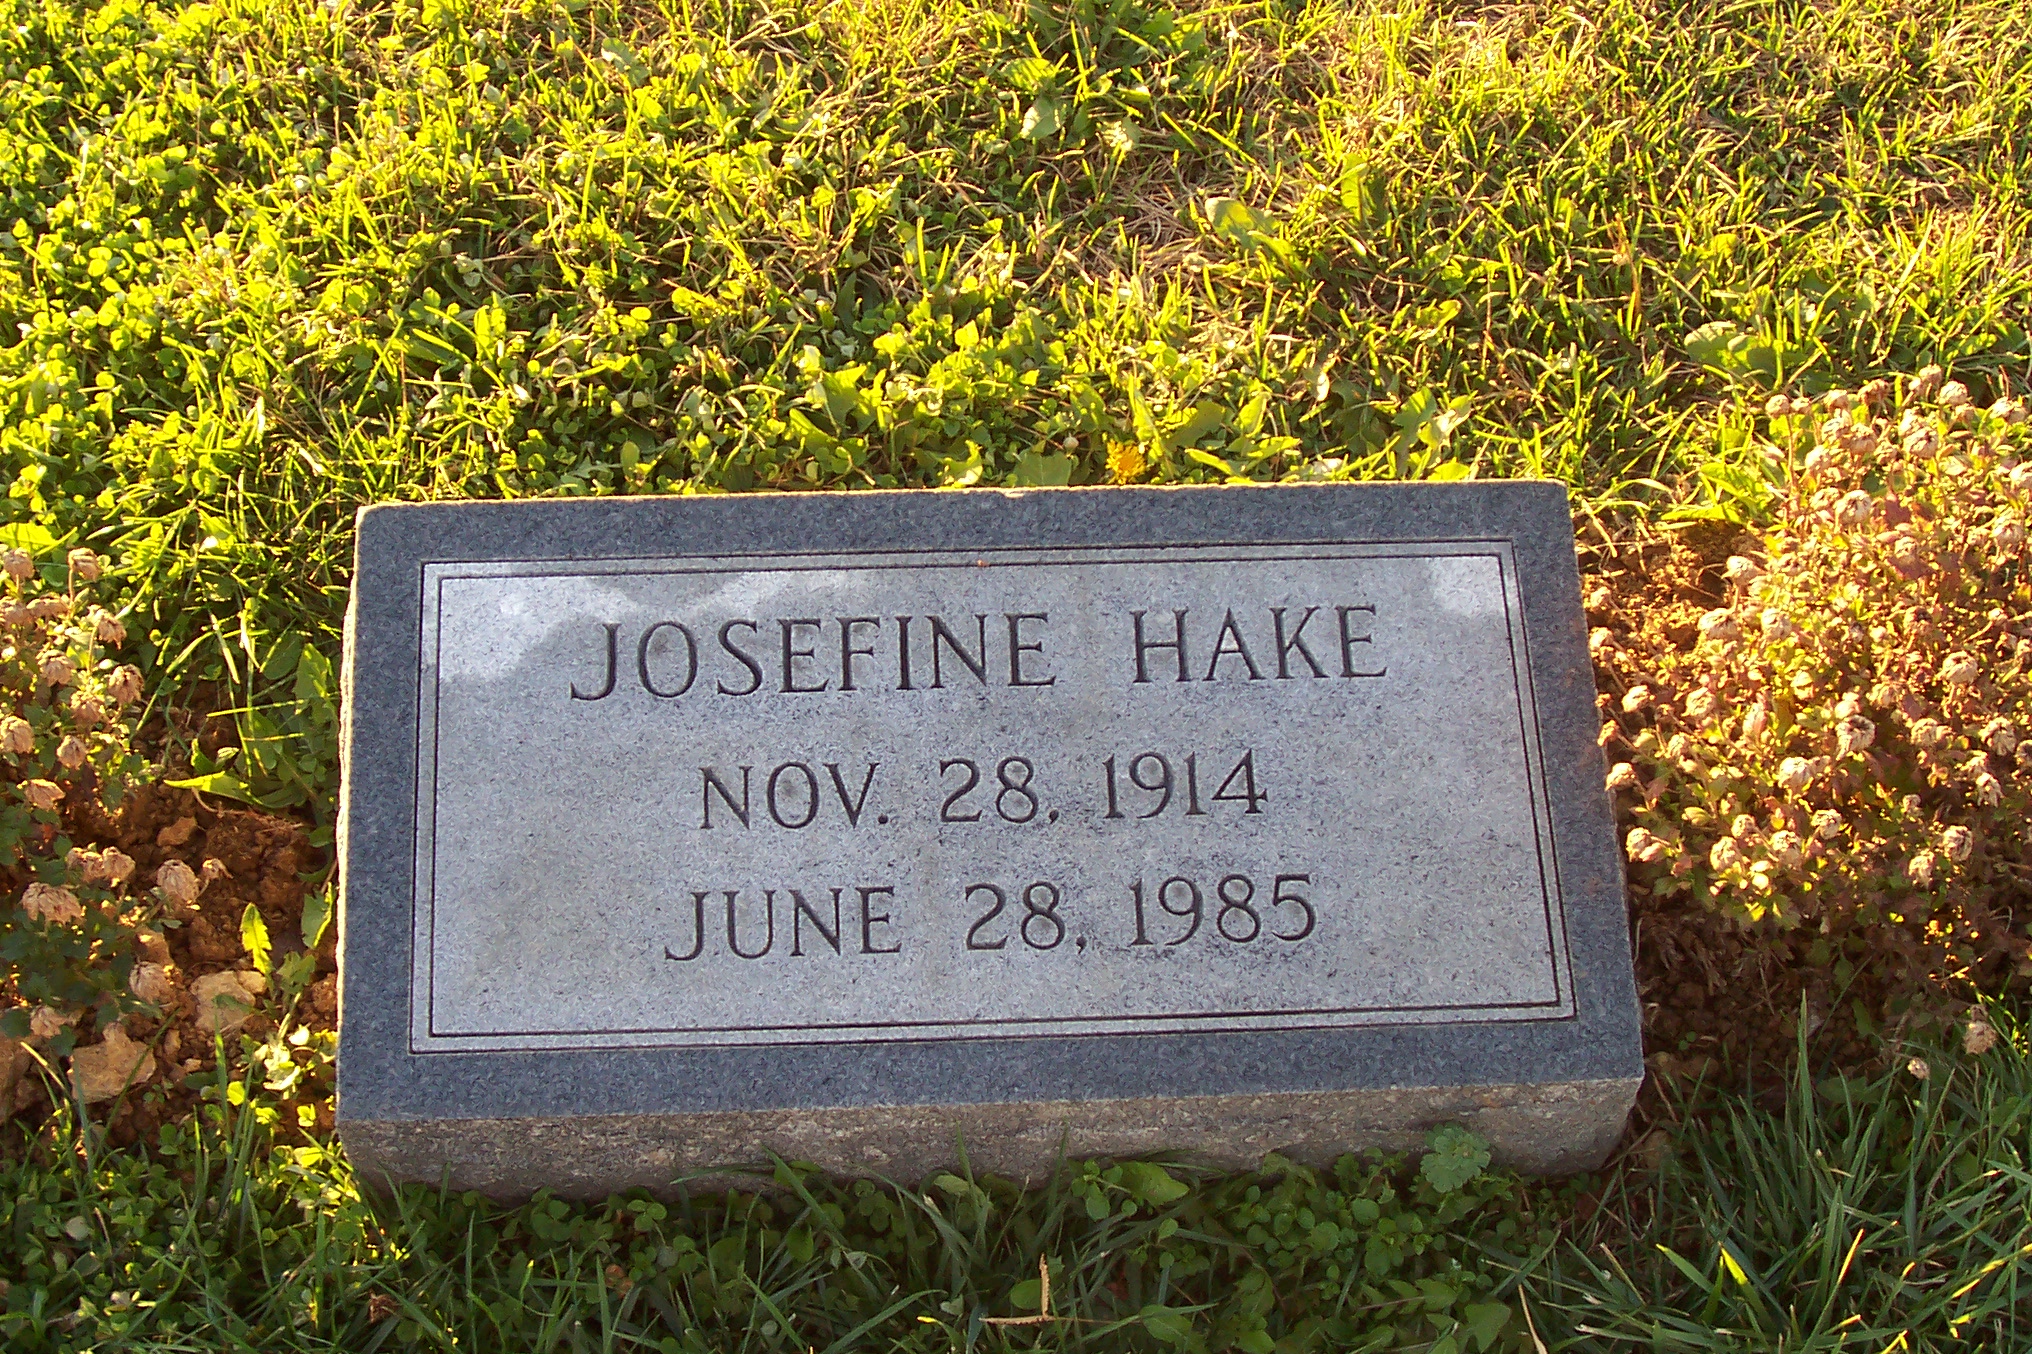 JOSEFINE HAKE
NOV. 28, 1914
JUNE 28, 1985